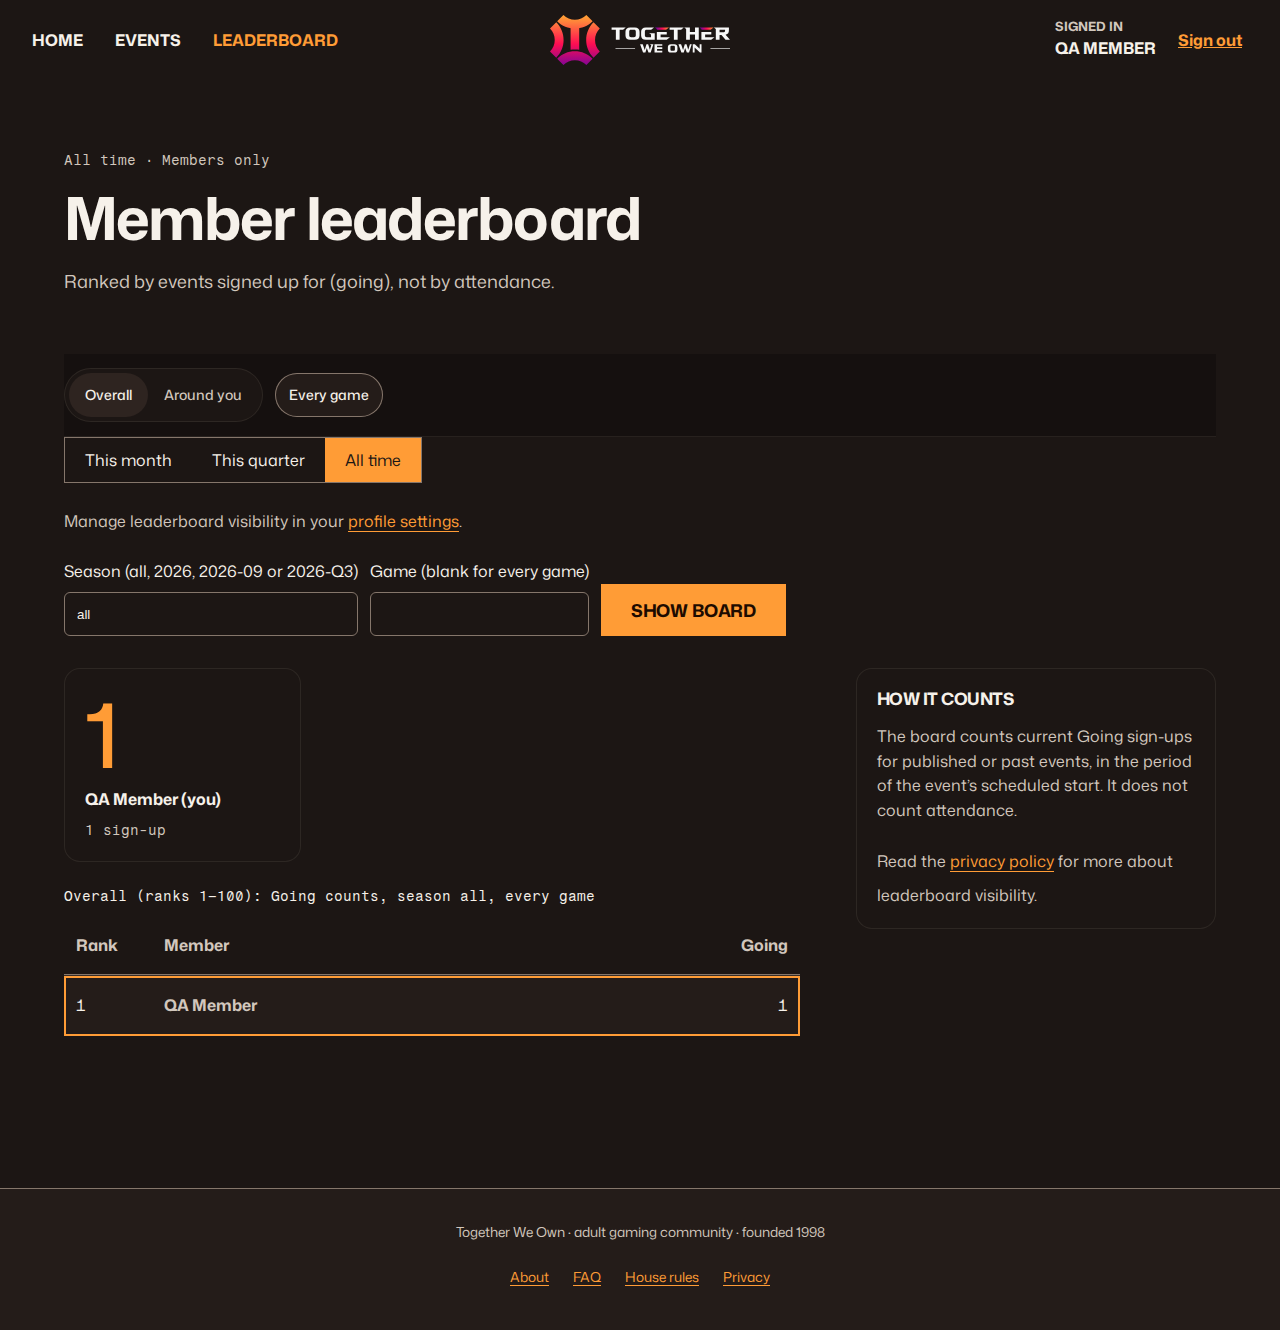 HOME EVENTS LEADERBOARD
TOGETHER
WE OWN
SIGNED IN
QA MEMBER
Sign out
All time · Members only
Member leaderboard
Ranked by events signed up for (going), not by attendance.
Overall Around you Every game
This month This quarter All time
Manage leaderboard visibility in your profile settings.
Season (all, 2026, 2026-09 or 2026-Q3) Game (blank for every game)
all
SHOW BOARD
1
QA Member (you)
1 sign-up
HOW IT COUNTS
The board counts current Going sign-ups
for published or past events, in the period
of the event’s scheduled start. It does not
count attendance.
Read the privacy policy for more about
leaderboard visibility.
Overall (ranks 1–100): Going counts, season all, every game
Rank Member Going
1 QA Member 1
Together We Own · adult gaming community · founded 1998
About FAQ House rules Privacy